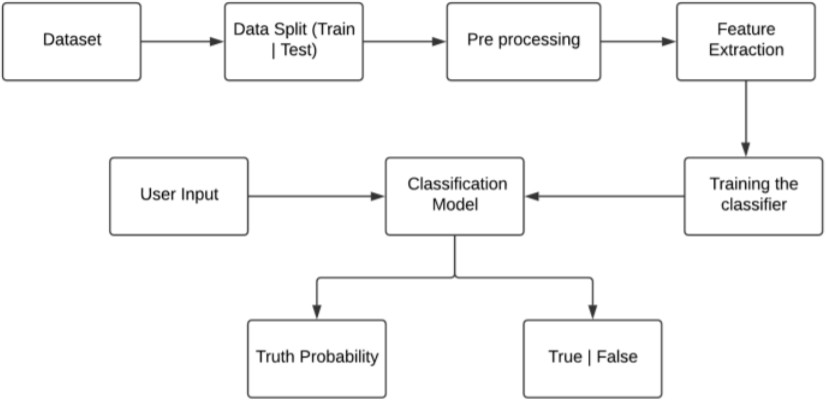 Dataset
Data Split (Train
| Test)
Pre processing
Feature
Extraction
User Input
Classification
Model
Training the
classifier
Truth Probability
True | False